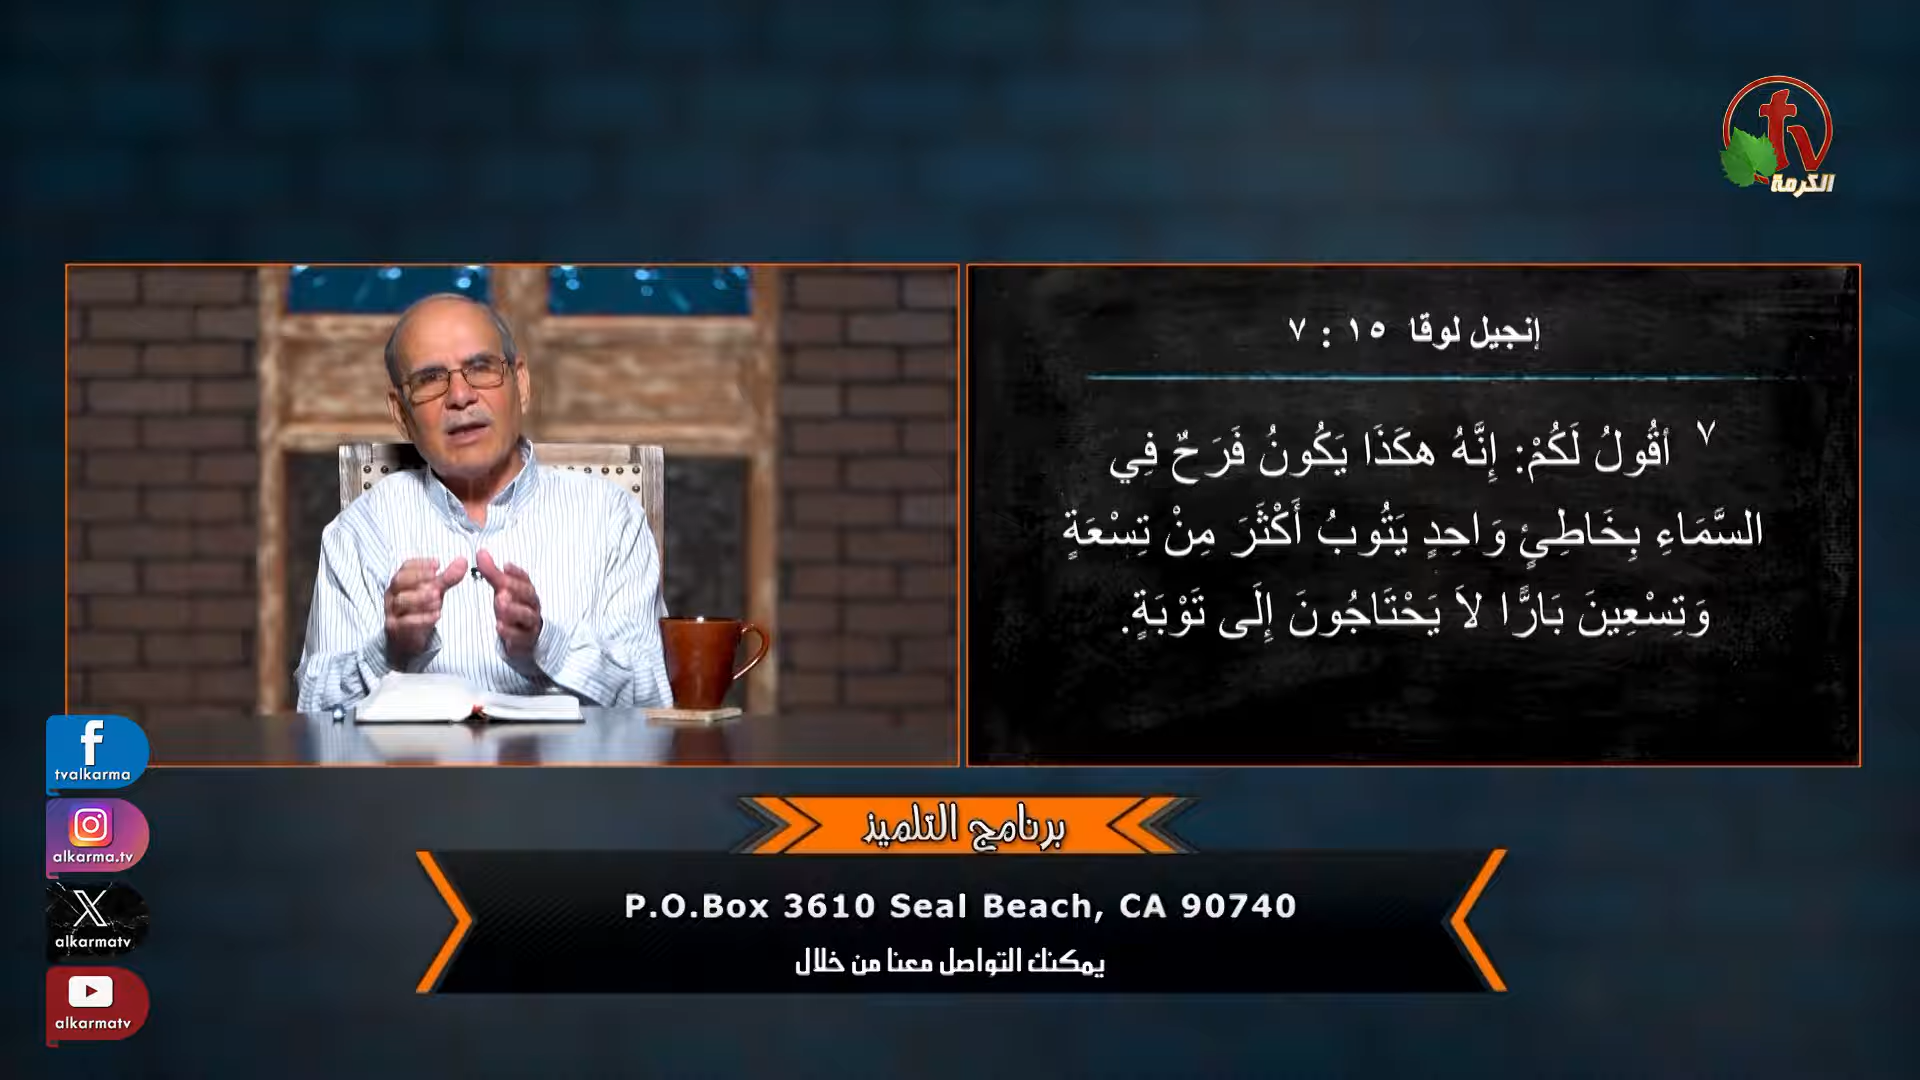 tv
الكرمة
إنجيل لوقا ١٥ : ٧
٧ أَقُولُ لَكُمْ: إِنَّهُ هكَذَا يَكُونُ فَرَحٌ فِي
السَّمَاءِ بِخَاطِئٍ وَاحِدٍ يَتُوبُ أَكْثَرَ مِنْ تِسْعَةٍ
وَتِسْعِينَ بَارًّا لاَ يَحْتَاجُونَ إِلَى تَوْبَةٍ.
tvalkarma
alkarma.tv
alkarmatv
alkarmatv
برنامج التلميذ
P.O.Box 3610 Seal Beach, CA 90740
يمكنك التواصل معنا من خلال